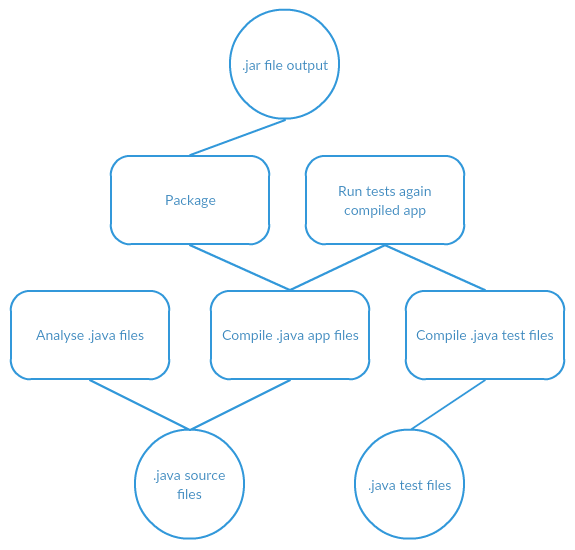 .jar file output
Package
Run tests again
compiled app
Analyse .java files
Compile .java app files
Compile .java test files
.java source
files
.java test files